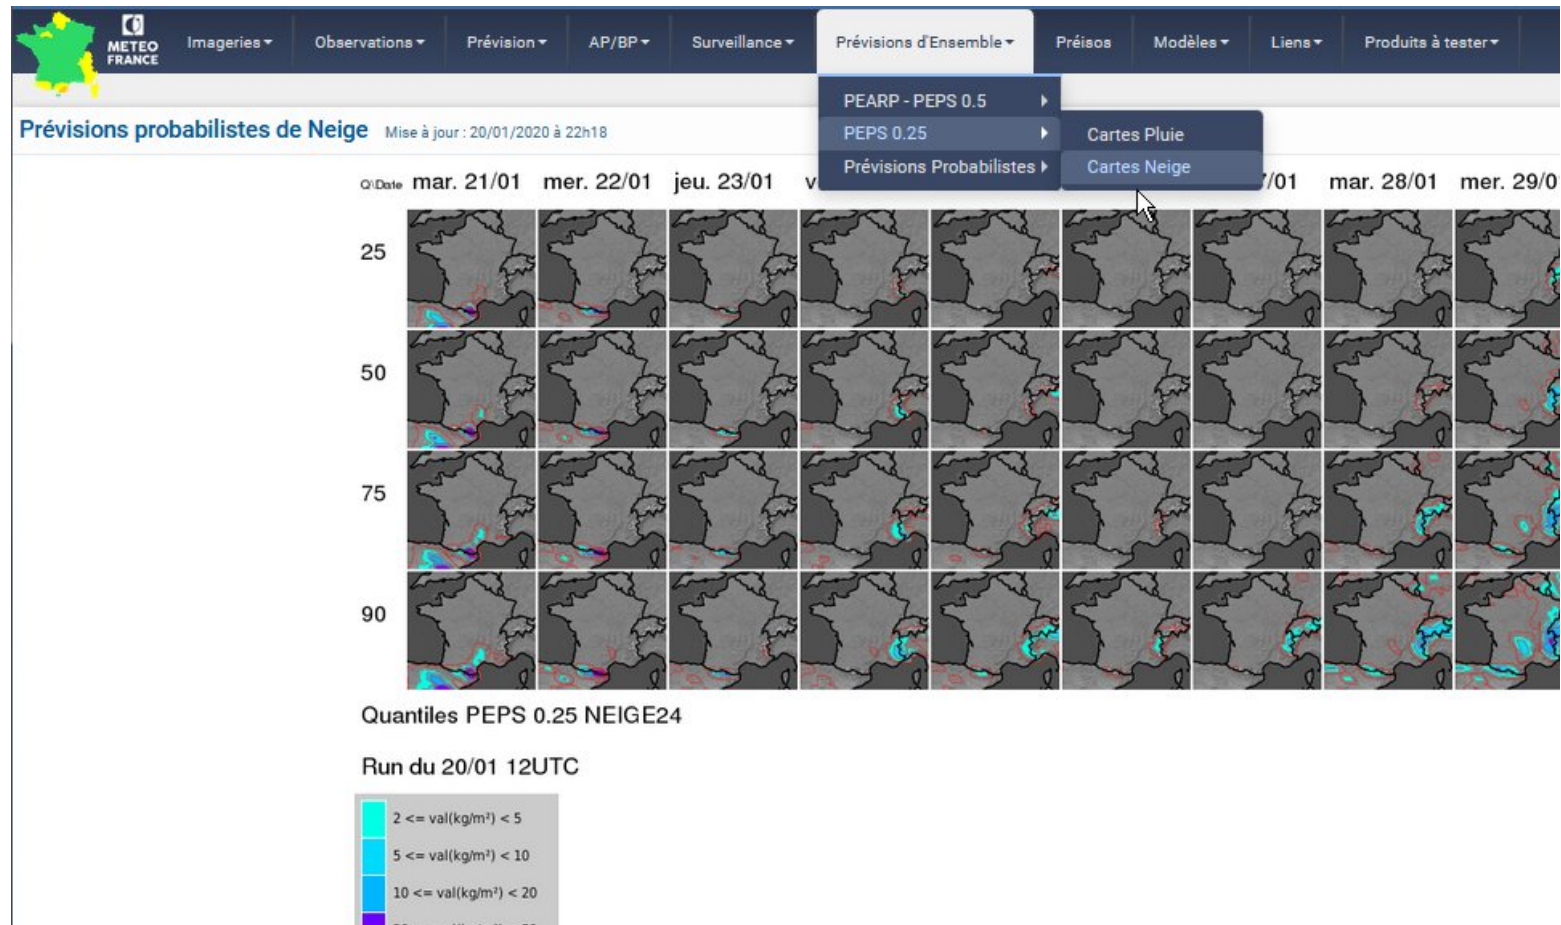 METEO
FRANCE
Imageries
Observations
Prévision
AP/BP
Surveillance
Prévisions d'Ensemble
Préisos
Modèles
Liens
Produits à tester
PEARP - PEPS 0.5
PEPS 0.25
Prévisions Probabilistes
Cartes Pluie
Cartes Neige
Prévisions probabilistes de Neige Mise à jour : 20/01/2020 à 22h18
Q\Date mar. 21/01 mer. 22/01 jeu. 23/01 v 7/01 mar. 28/01 mer. 29/0
25
50
75
90
Quantiles PEPS 0.25 NEIGE24
Run du 20/01 12UTC
2 <= val(kg/m²) < 5
5 <= val(kg/m²) < 10
10 <= val(kg/m²) < 20